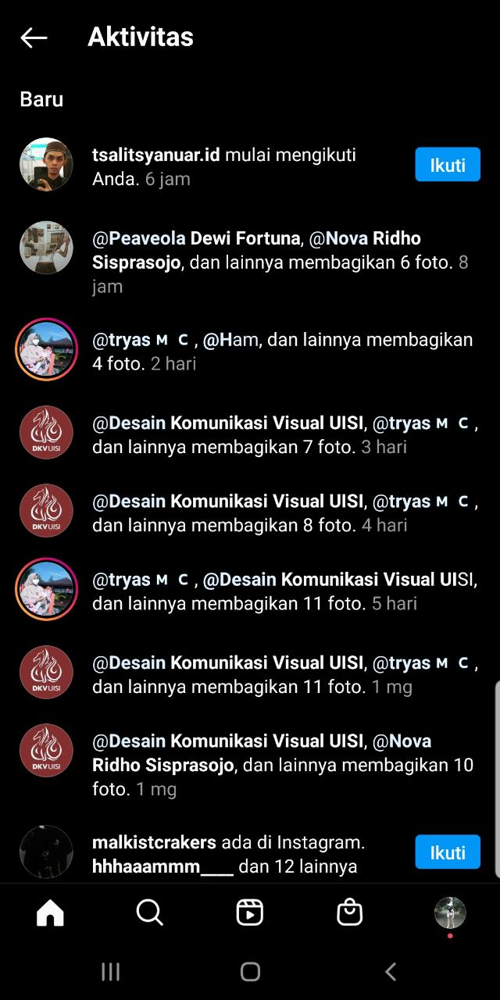 Aktivitas
Baru
tsalitsyanuar.id mulai mengikuti
Anda. 6 jam
Ikuti
@Peaveola Dewi Fortuna, @Nova Ridho
Sisprasojo, dan lainnya membagikan 6 foto. 8
jam
@tryas ᴍ ᴄ , @Ham, dan lainnya membagikan
4 foto. 2 hari
DKVUISI
@Desain Komunikasi Visual UISI, @tryas ᴍ ᴄ ,
dan lainnya membagikan 7 foto. 3 hari
DKVUISI
@Desain Komunikasi Visual UISI, @tryas ᴍ ᴄ ,
dan lainnya membagikan 8 foto. 4 hari
@tryas ᴍ ᴄ , @Desain Komunikasi Visual UISI,
dan lainnya membagikan 11 foto. 5 hari
DKVUISI
@Desain Komunikasi Visual UISI, @tryas ᴍ ᴄ ,
dan lainnya membagikan 11 foto. 1 mg
DKVUISI
@Desain Komunikasi Visual UISI, @Nova
Ridho Sisprasojo, dan lainnya membagikan 10
foto. 1 mg
malkistcrakers ada di Instagram.
hhhaaammm____ dan 12 lainnya
Ikuti